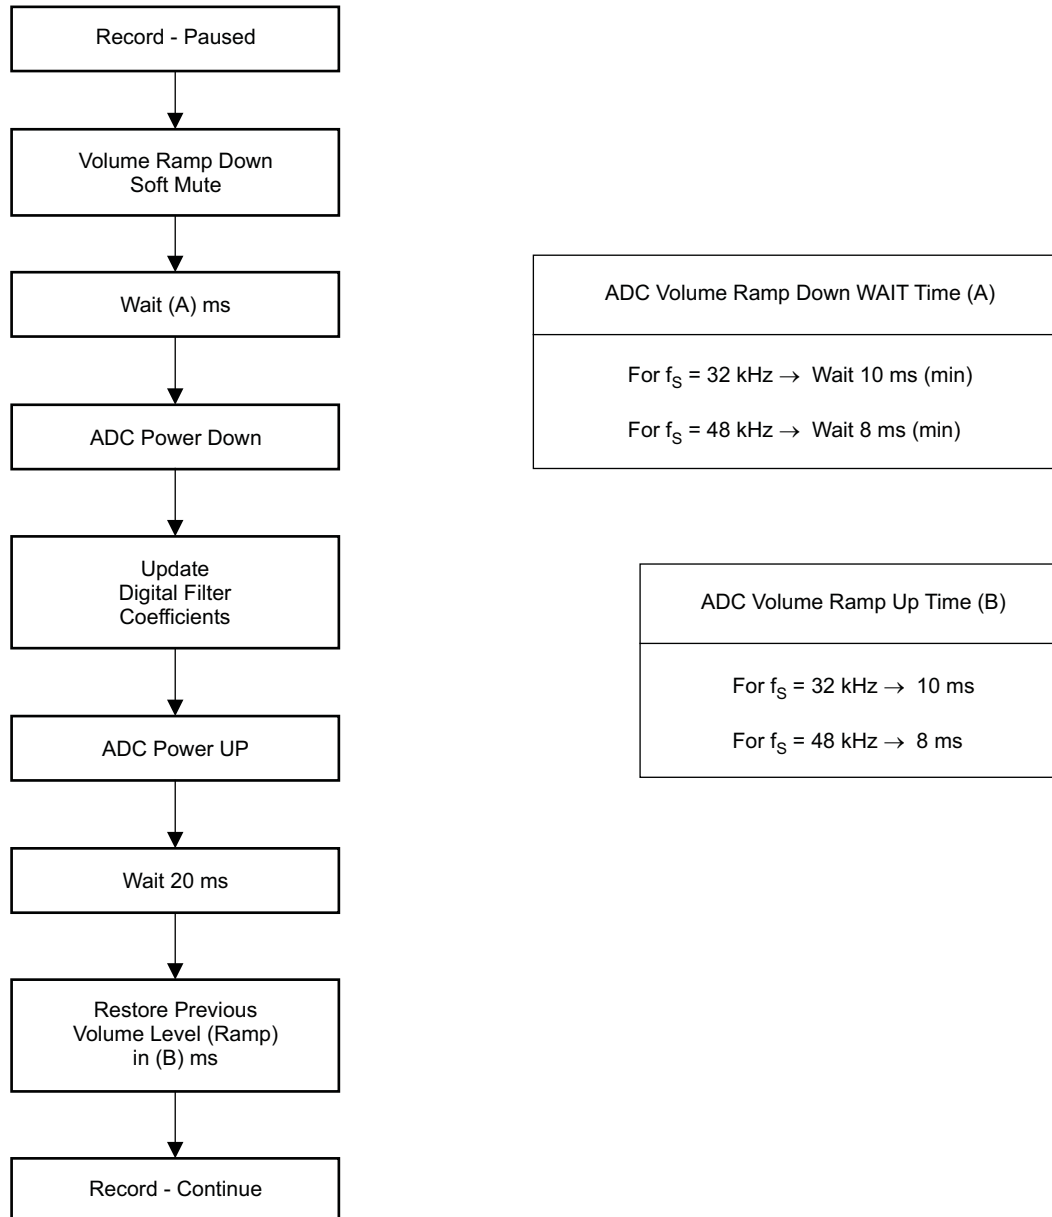 Record - Paused
Volume Ramp Down
Soft Mute
Wait (A) ms
ADC Power Down
Update
Digital Filter
Coefficients
ADC Power UP
Wait 20 ms
Restore Previous
Volume Level (Ramp)
in (B) ms
Record - Continue
ADC Volume Ramp Down WAIT Time (A)
For fS = 32 kHz → Wait 10 ms (min)
For fS = 48 kHz → Wait 8 ms (min)
ADC Volume Ramp Up Time (B)
For fS = 32 kHz → 10 ms
For fS = 48 kHz → 8 ms